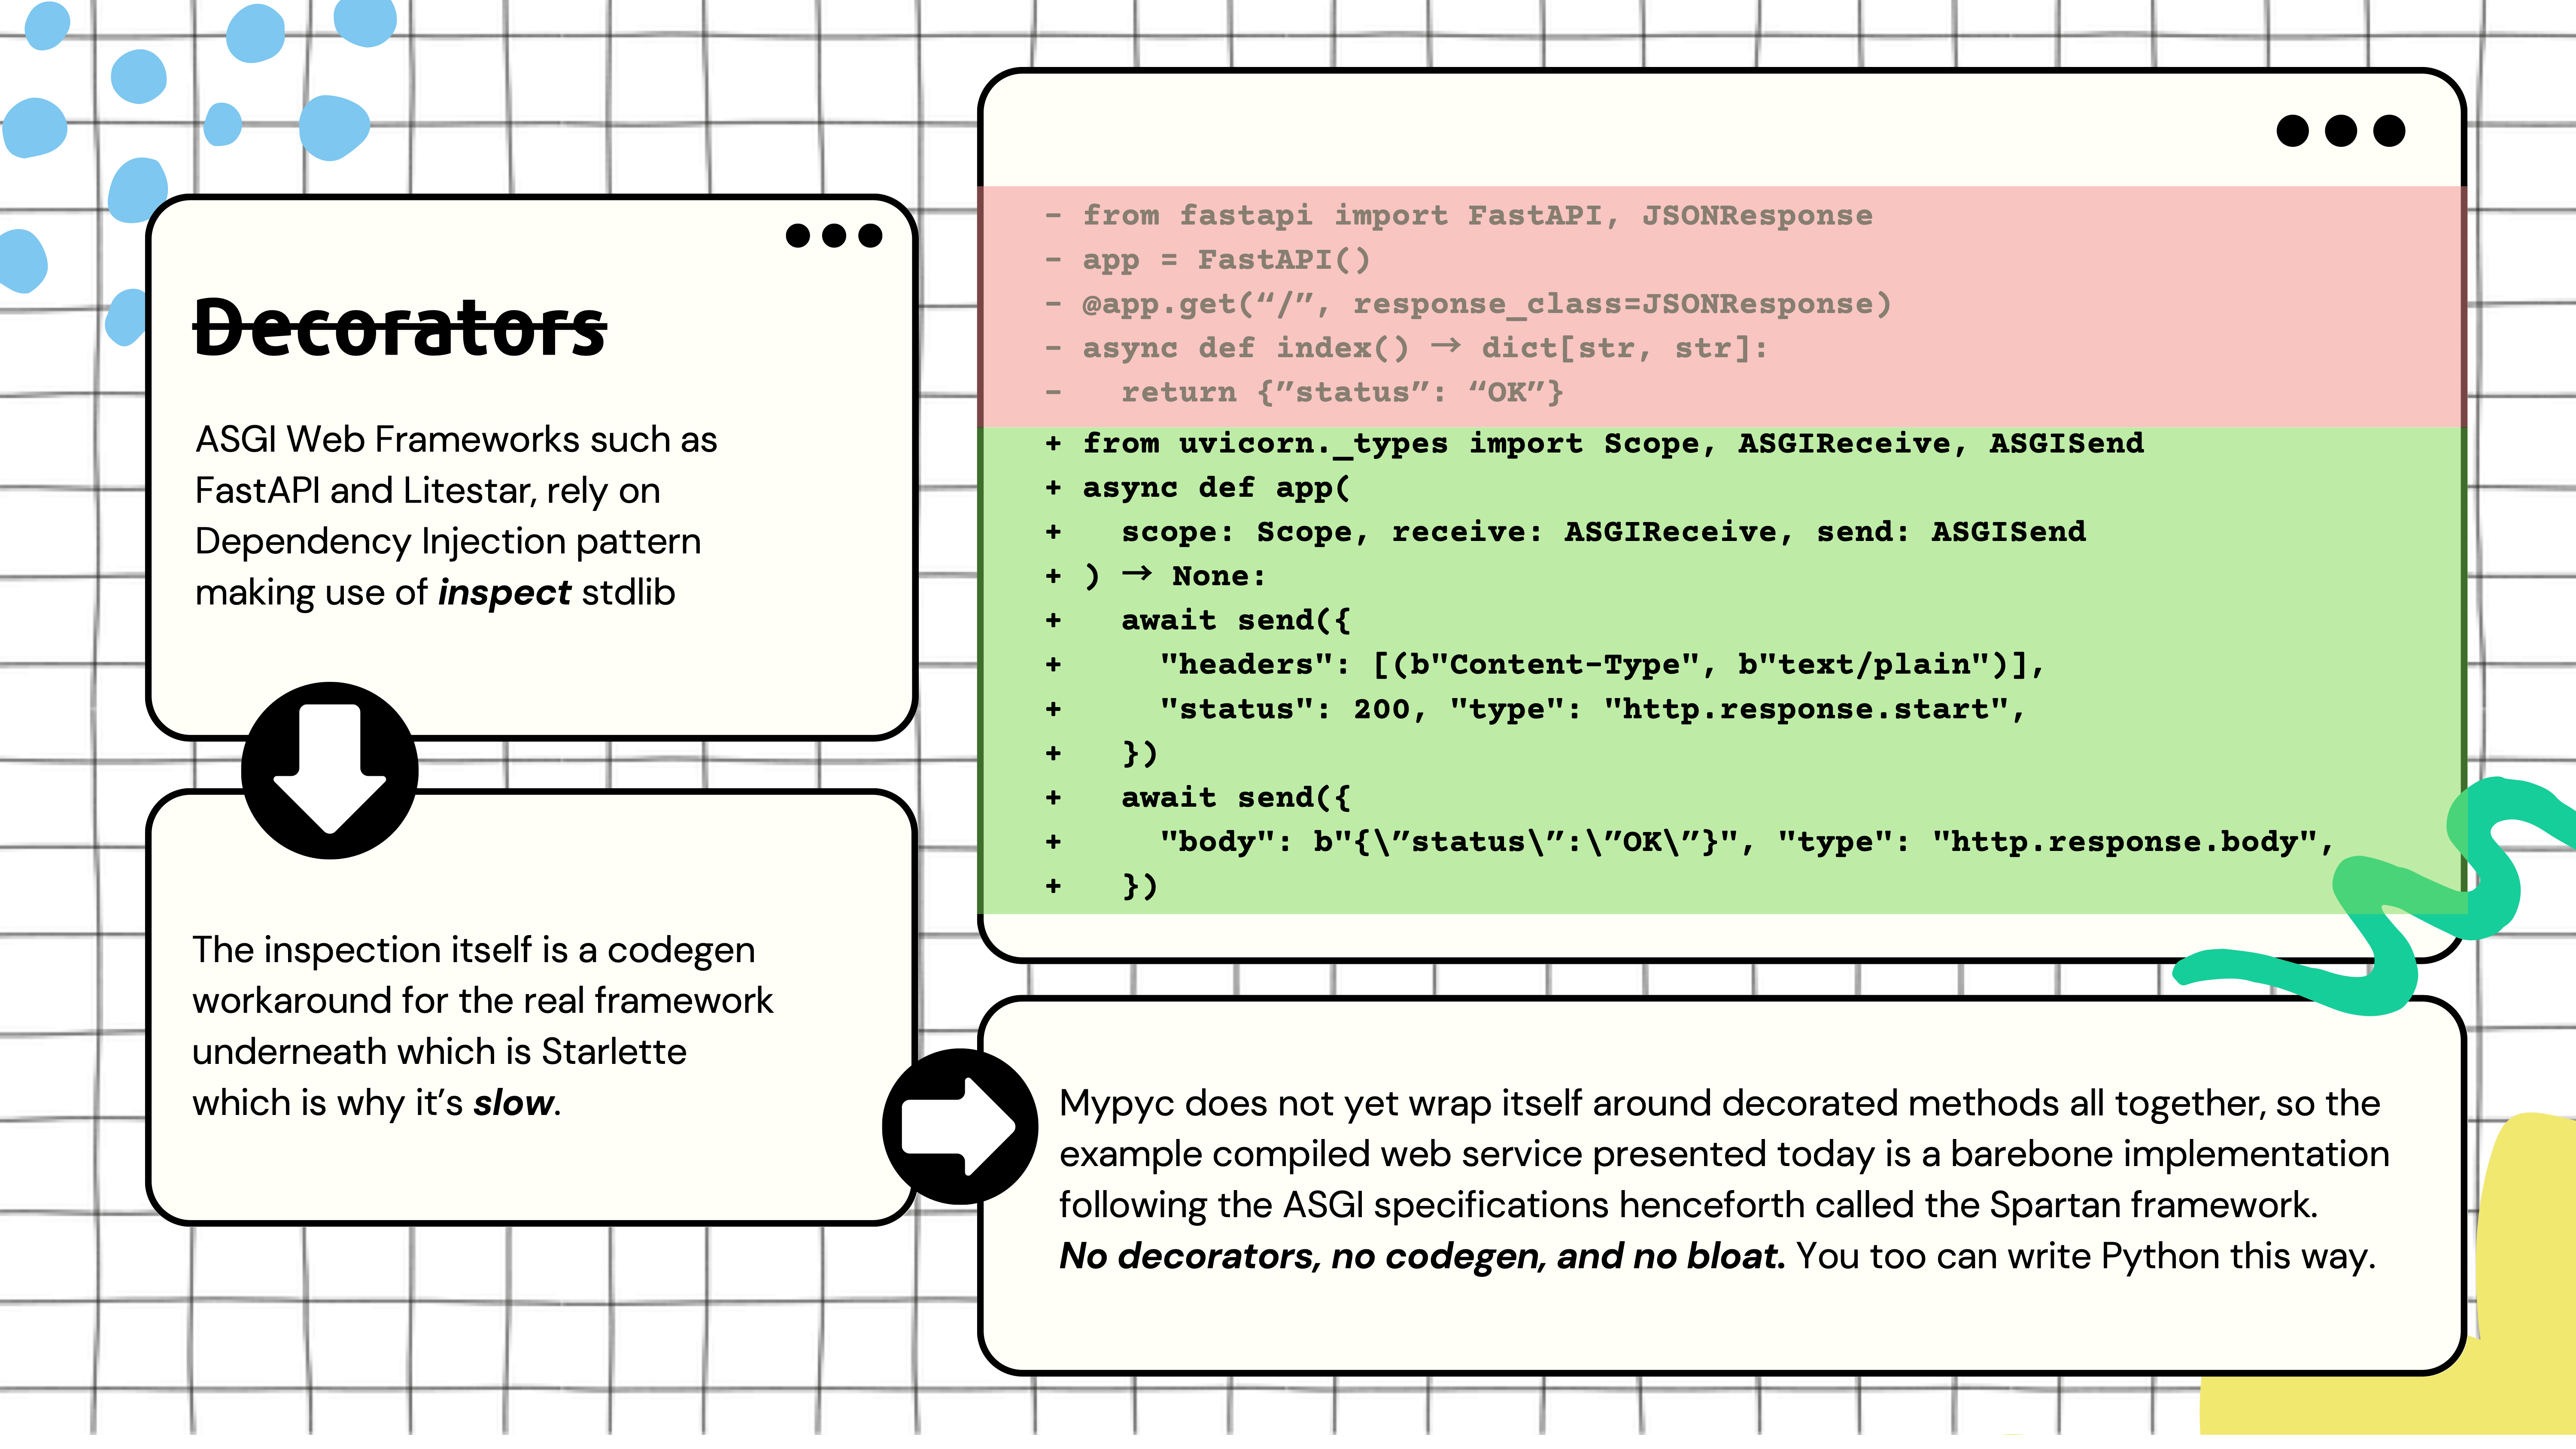 Decorators
ASGI Web Frameworks such as
FastAPI and Litestar, rely on
Dependency Injection pattern
making use of inspect stdlib
The inspection itself is a codegen
workaround for the real framework
underneath which is Starlette
which is why it’s slow.
- from fastapi import FastAPI, JSONResponse
- app = FastAPI()
- @app.get(“/”, response_class=JSONResponse)
- async def index() → dict[str, str]:
-   return {”status”: “OK”}
+ from uvicorn._types import Scope, ASGIReceive, ASGISend
+ async def app(
+   scope: Scope, receive: ASGIReceive, send: ASGISend
+ ) → None:
+   await send({
+     "headers": [(b"Content-Type", b"text/plain")],
+     "status": 200, "type": "http.response.start",
+   })
+   await send({
+     "body": b"{\”status\”:\”OK\”}", "type": "http.response.body",
+   })
Mypyc does not yet wrap itself around decorated methods all together, so the
example compiled web service presented today is a barebone implementation
following the ASGI specifications henceforth called the Spartan framework.
No decorators, no codegen, and no bloat. You too can write Python this way.